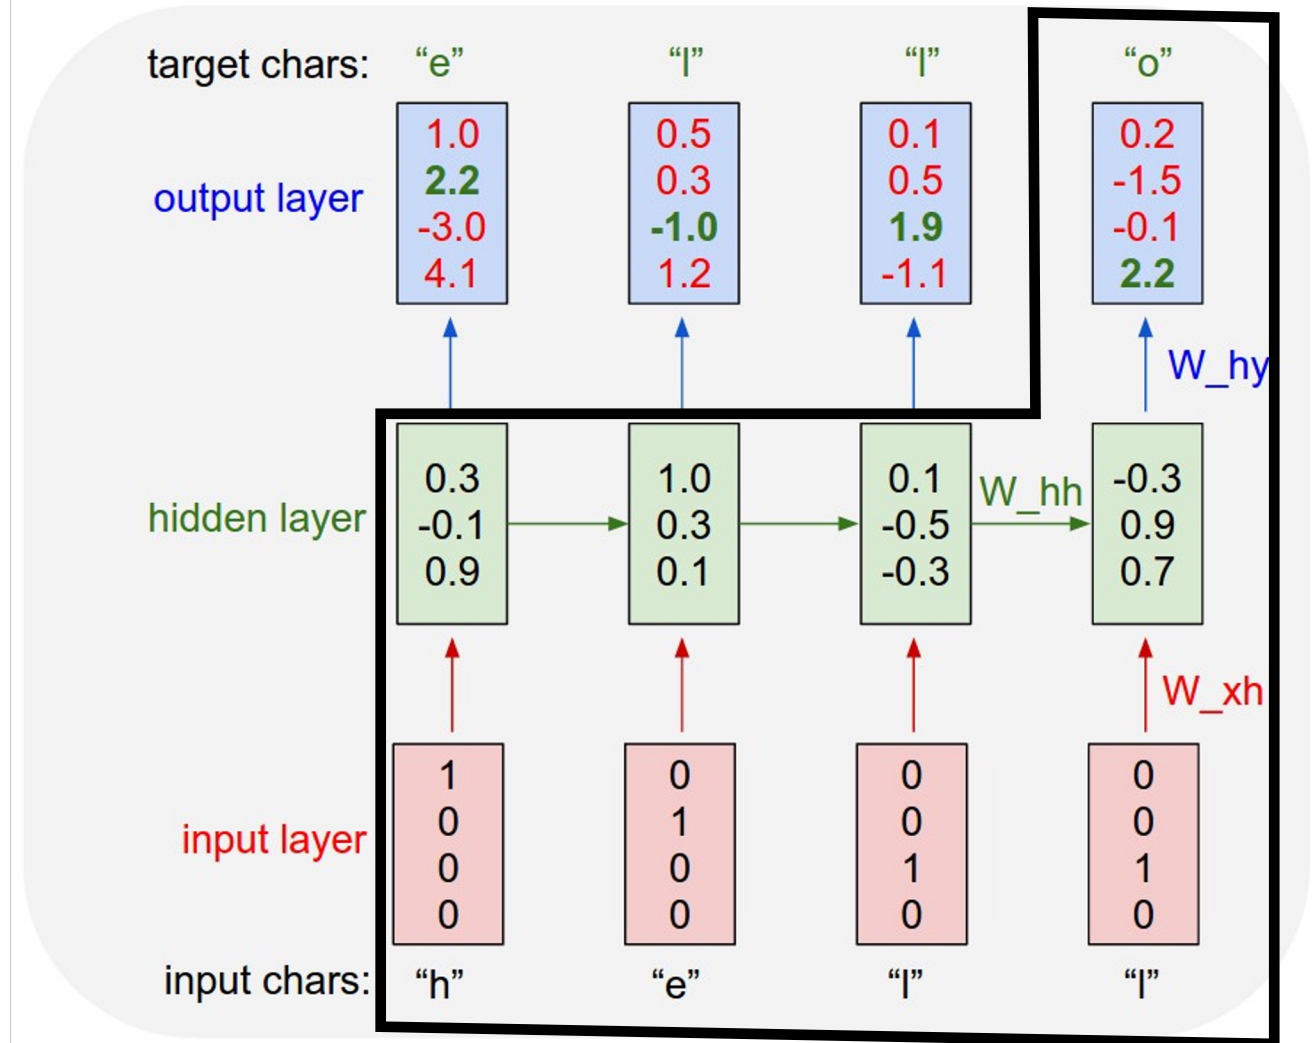 target chars: “e” “l” “l” “o”
output layer
1.0 0.5 0.1 0.2
2.2 0.3 0.5 -1.5
-3.0 -1.0 1.9 -0.1
4.1 1.2 -1.1 2.2
W_hy
hidden layer
0.3 1.0 0.1 -0.3
-0.1 0.3 -0.5 0.9
0.9 0.1 -0.3 0.7
W_hh
W_xh
input layer
1 0 0 0
0 1 0 0
0 0 1 1
0 0 0 0
input chars: “h” “e” “l” “l”